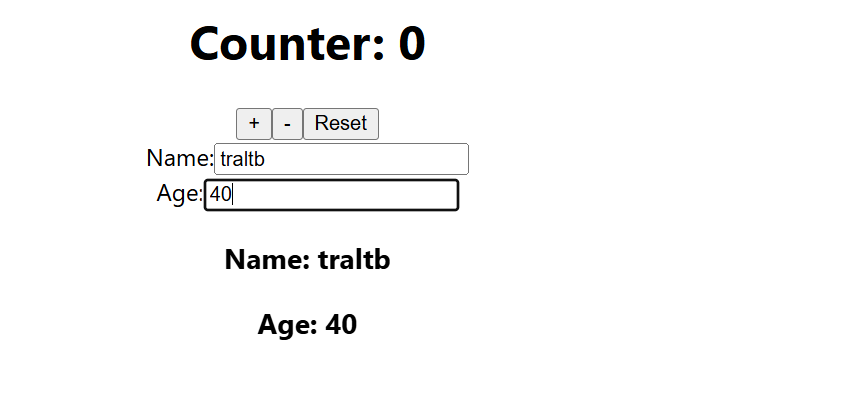 Counter: 0
+ - Reset
Name: traltb
Age: 40
Name: traltb
Age: 40